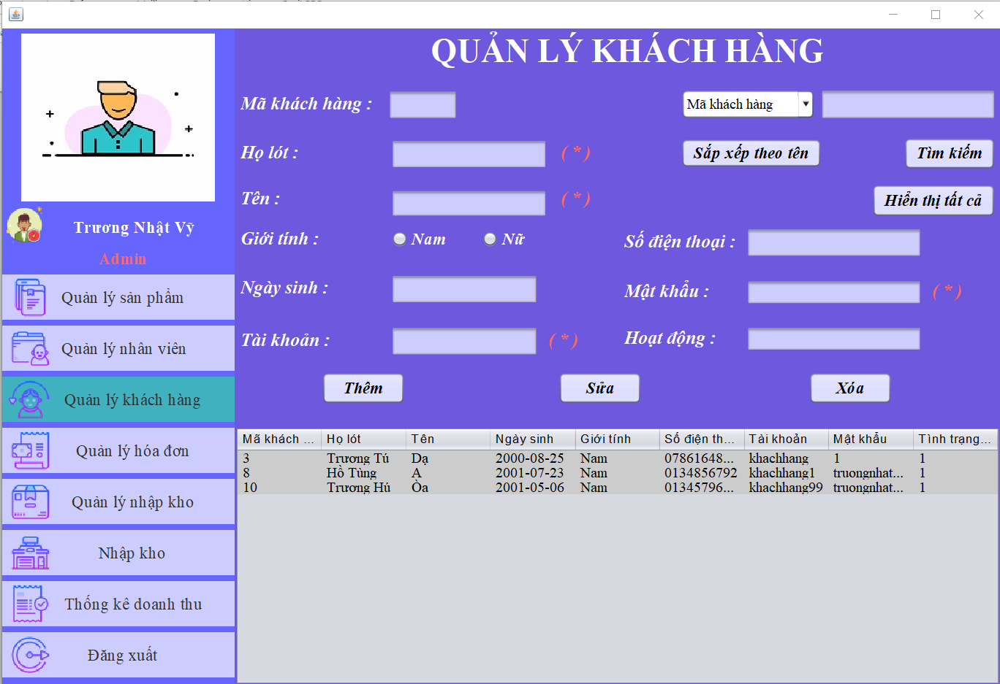 QUẢN LÝ KHÁCH HÀNG
Trương Nhật Vỹ
Admin
Quản lý sản phẩm
Quản lý nhân viên
Quản lý khách hàng
Quản lý hóa đơn
Quản lý nhập kho
Nhập kho
Thống kê doanh thu
Đăng xuất
Mã khách hàng :
Mã khách hàng
Họ lót : ( * )
Sắp xếp theo tên
Tìm kiếm
Tên : ( * )
Hiển thị tất cả
Giới tính : Nam Nữ
Số điện thoại :
Ngày sinh :
Mật khẩu : ( * )
Tài khoản : ( * )
Hoạt động :
Thêm
Sửa
Xóa
Mã khách ... Họ lót Tên Ngày sinh Giới tính Số điện th... Tài khoản Mật khẩu Tình trạng...
3 Trương Tú Dạ 2000-08-25 Nam 07861648... khachhang 1 1
8 Hồ Tùng A 2001-07-23 Nam 0134856792 khachhang1 truongnhat... 1
10 Trương Hú Òa 2001-05-06 Nam 01345796... khachhang99 truongnhat... 1